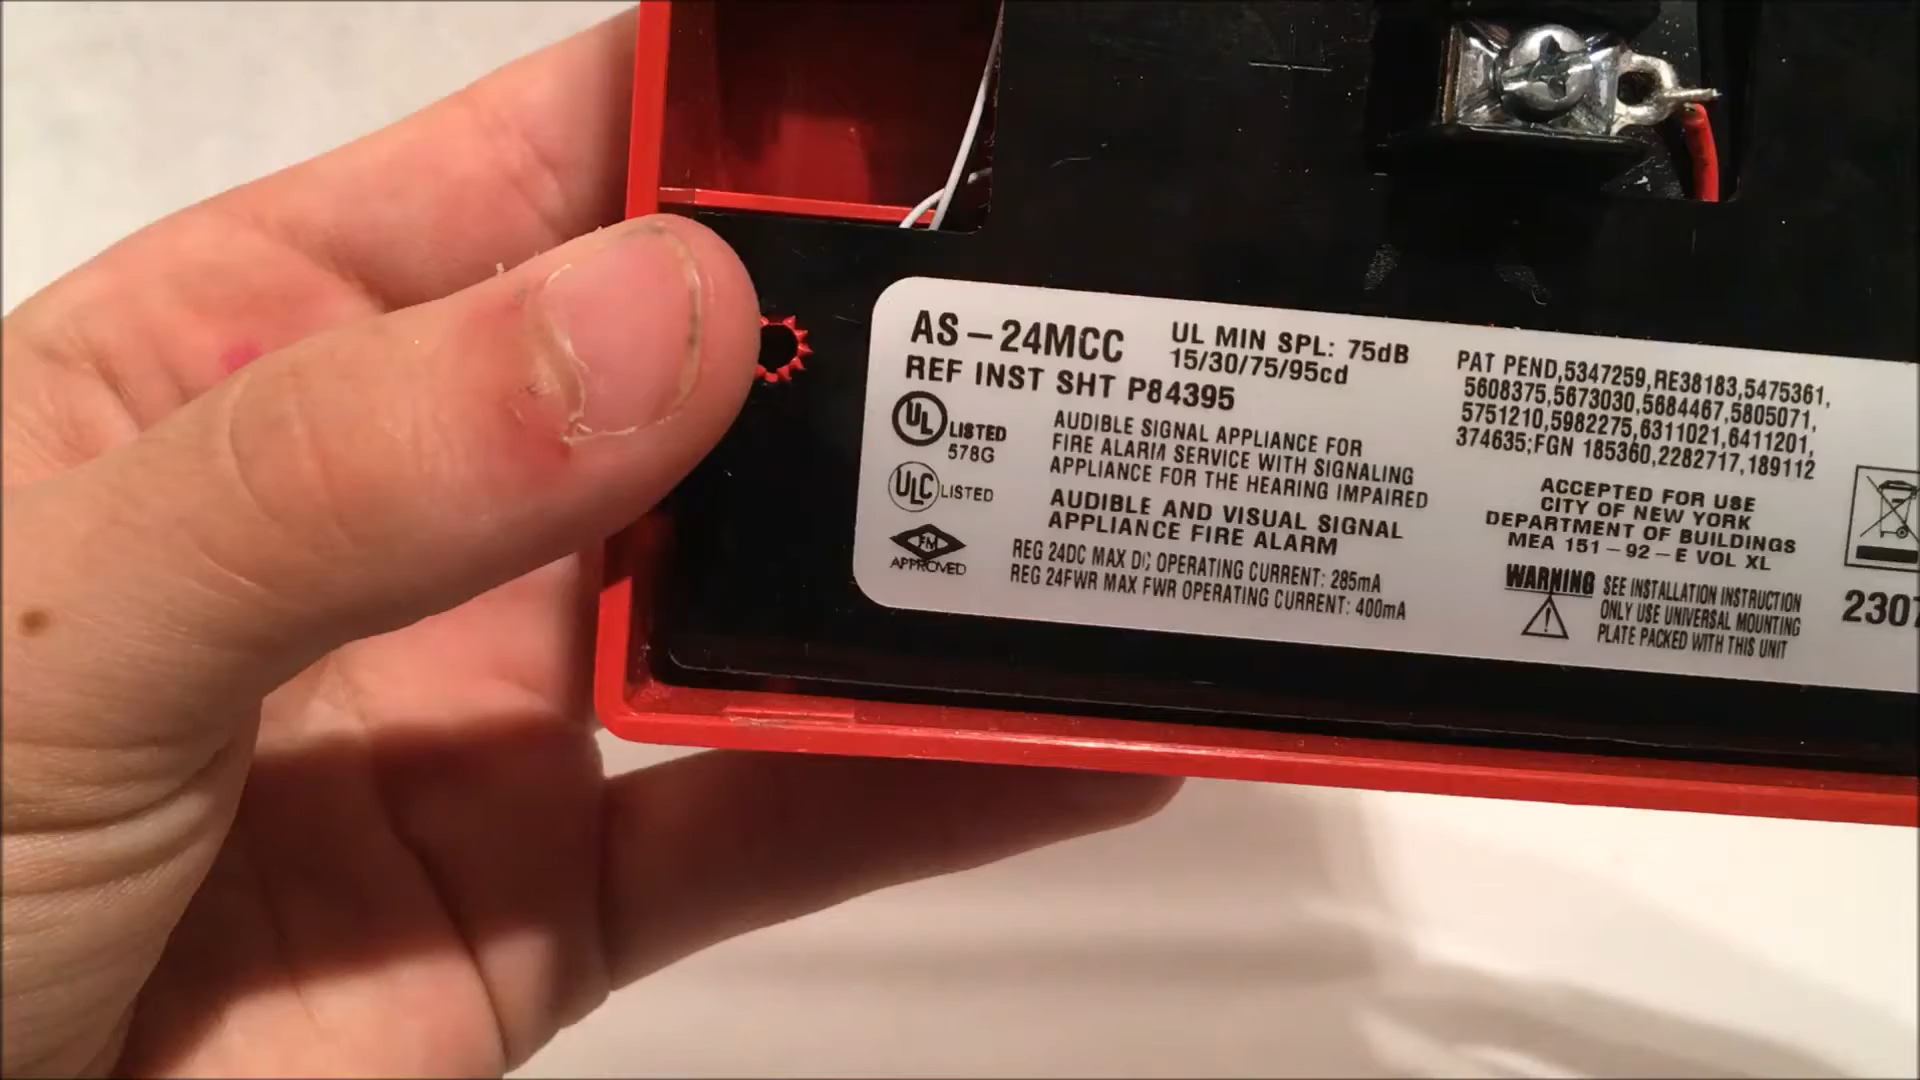 AS-24MCC
UL MIN SPL: 75dB
15/30/75/95cd
REF INST SHT P84395
UL LISTED
578G
ULC LISTED
FM
APPROVED
AUDIBLE SIGNAL APPLIANCE FOR
FIRE ALARM SERVICE WITH SIGNALING
APPLIANCE FOR THE HEARING IMPAIRED
AUDIBLE AND VISUAL SIGNAL
APPLIANCE FIRE ALARM
REG 24DC MAX DC OPERATING CURRENT: 285mA
REG 24FWR MAX FWR OPERATING CURRENT: 400mA
PAT PEND,5347259,RE38183,5475361,
5608375,5673030,5684467,5805071,
5751210,5982275,6311021,6411201,
374635;FGN 185360,2282717,189112
ACCEPTED FOR USE
CITY OF NEW YORK
DEPARTMENT OF BUILDINGS
MEA 151-92-E VOL XL
WARNING SEE INSTALLATION INSTRUCTION
ONLY USE UNIVERSAL MOUNTING
PLATE PACKED WITH THIS UNIT
2307